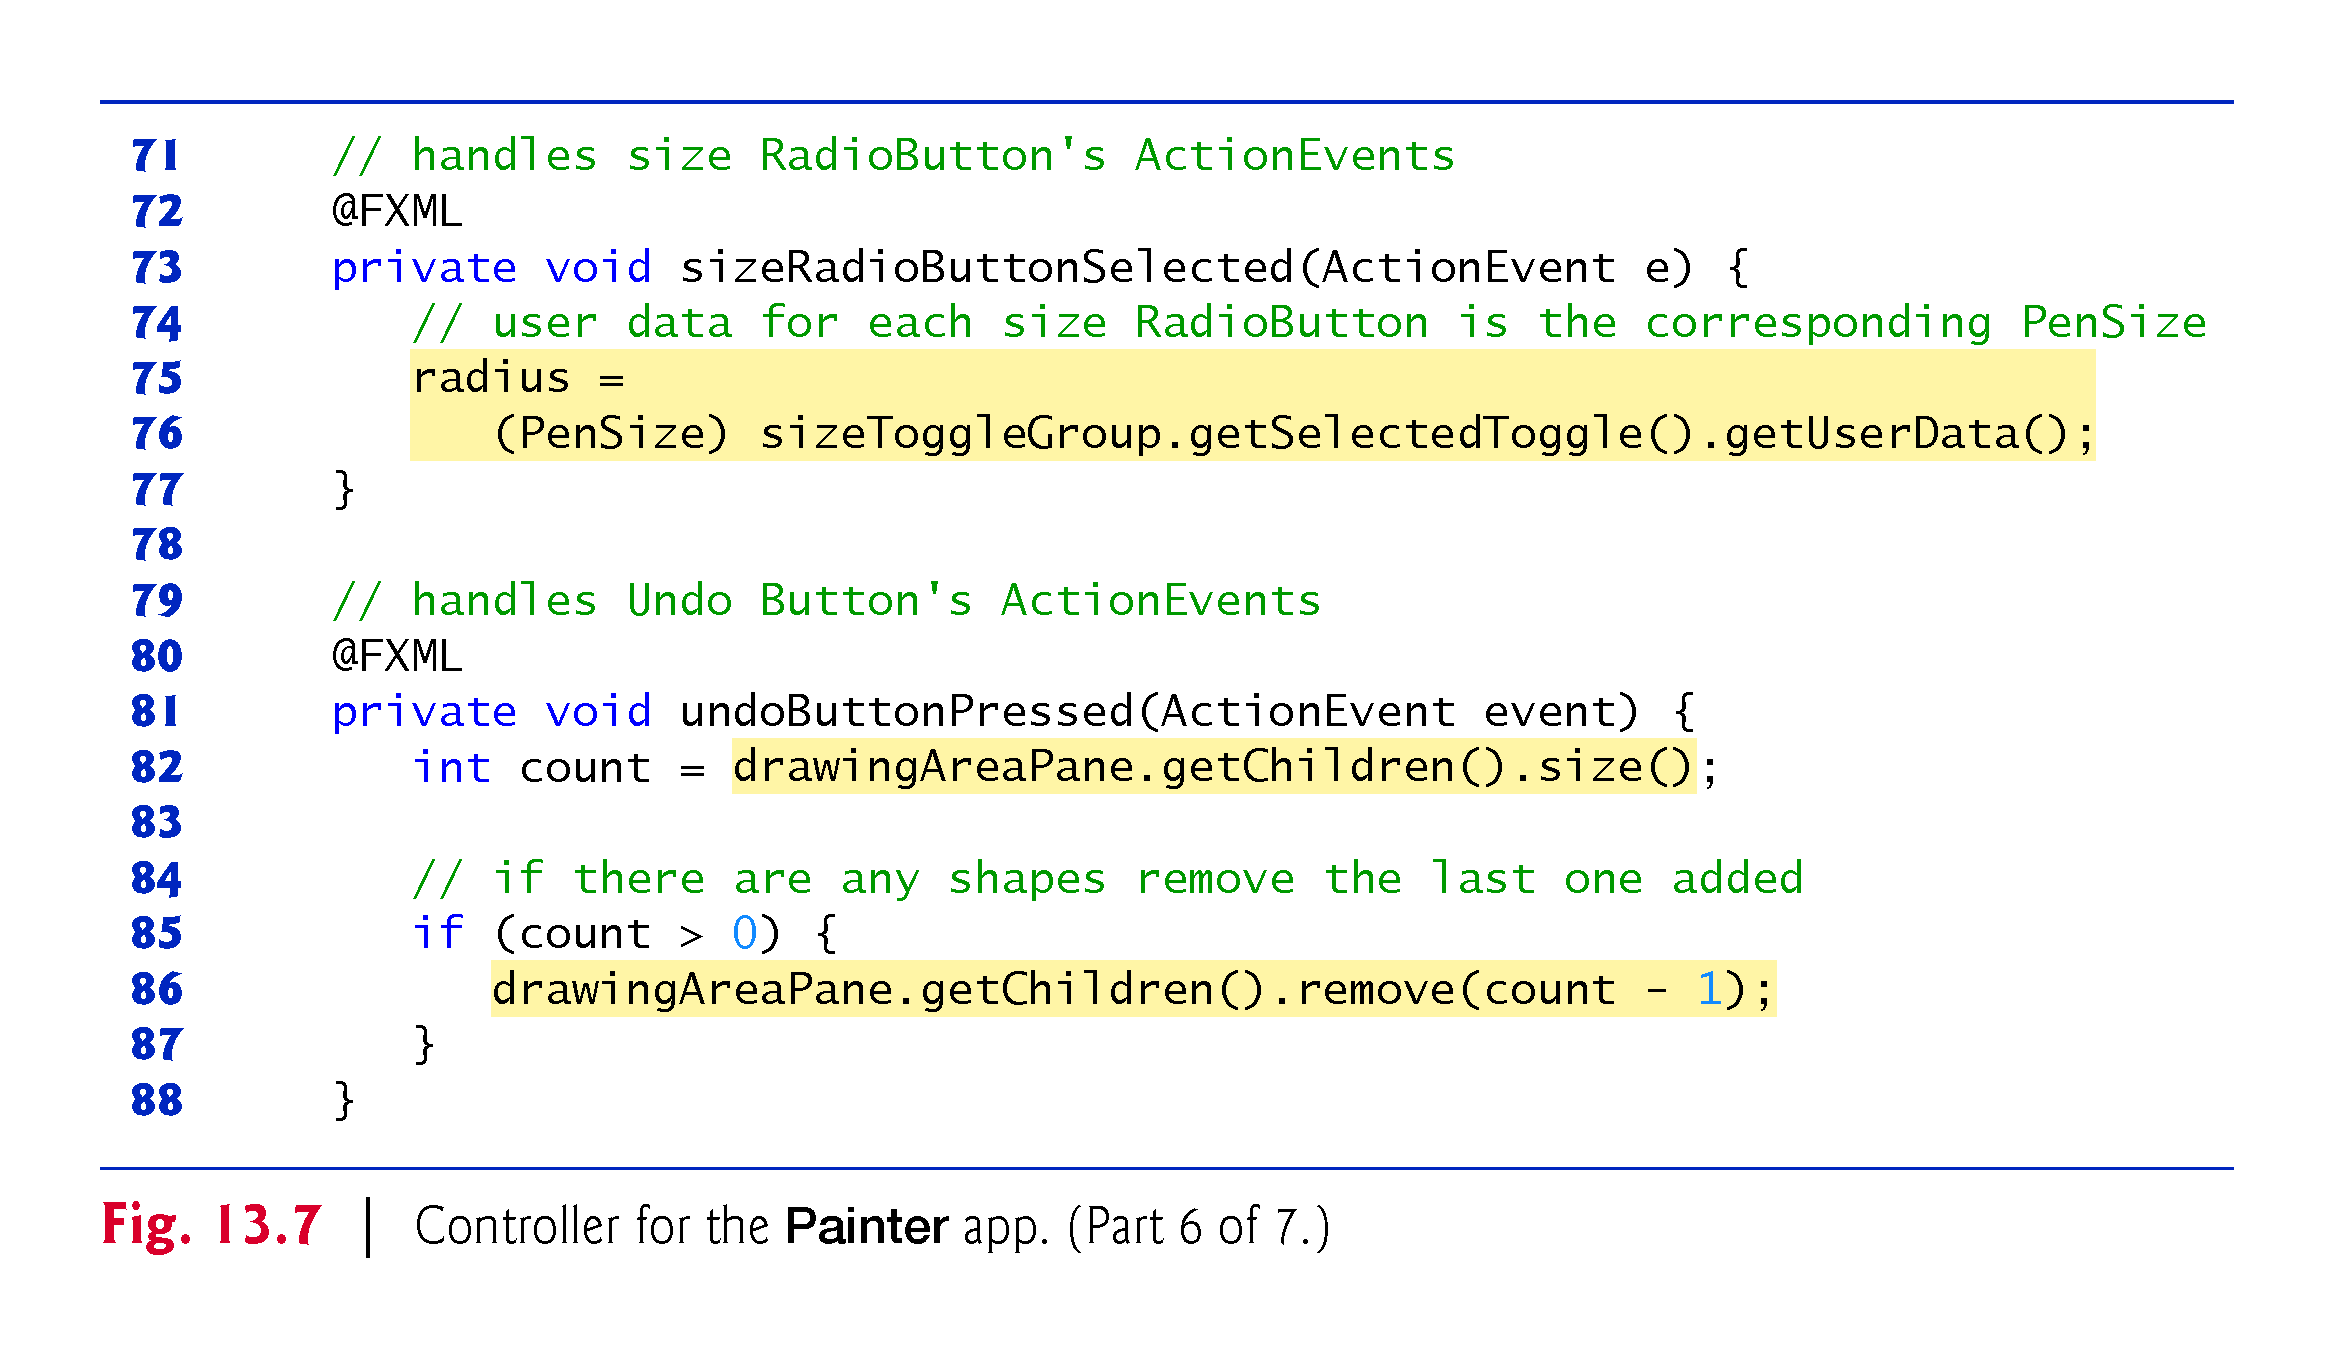 71 // handles size RadioButton's ActionEvents
72 @FXML
73 private void sizeRadioButtonSelected(ActionEvent e) {
74 // user data for each size RadioButton is the corresponding PenSize
75 radius =
76 (PenSize) sizeToggleGroup.getSelectedToggle().getUserData();
77 }
78
79 // handles Undo Button's ActionEvents
80 @FXML
81 private void undoButtonPressed(ActionEvent event) {
82 int count = drawingAreaPane.getChildren().size();
83
84 // if there are any shapes remove the last one added
85 if (count > 0) {
86 drawingAreaPane.getChildren().remove(count - 1);
87 }
88 }
Fig. 13.7 | Controller for the Painter app. (Part 6 of 7.)